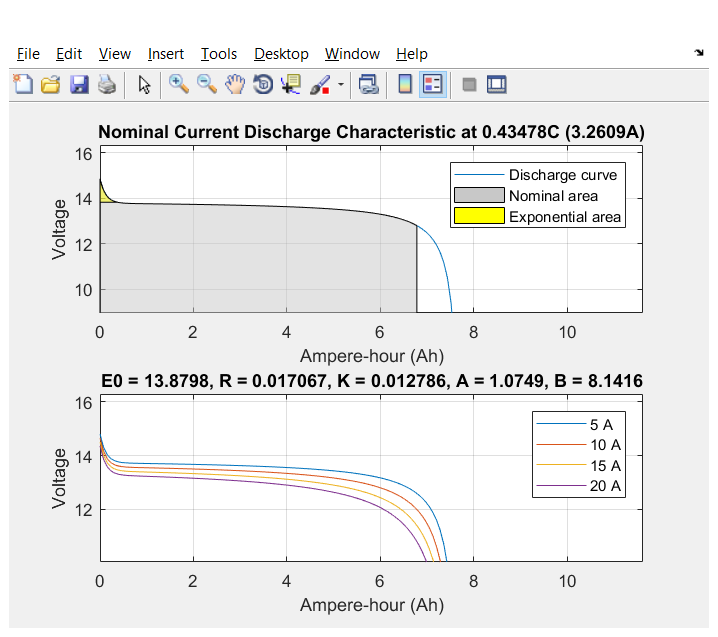 File Edit View Insert Tools Desktop Window Help
Nominal Current Discharge Characteristic at 0.43478C (3.2609A)
16
14
12
10
Voltage
Discharge curve
Nominal area
Exponential area
0 2 4 6 8 10
Ampere-hour (Ah)
E0 = 13.8798, R = 0.017067, K = 0.012786, A = 1.0749, B = 8.1416
16
14
12
Voltage
5 A
10 A
15 A
20 A
0 2 4 6 8 10
Ampere-hour (Ah)